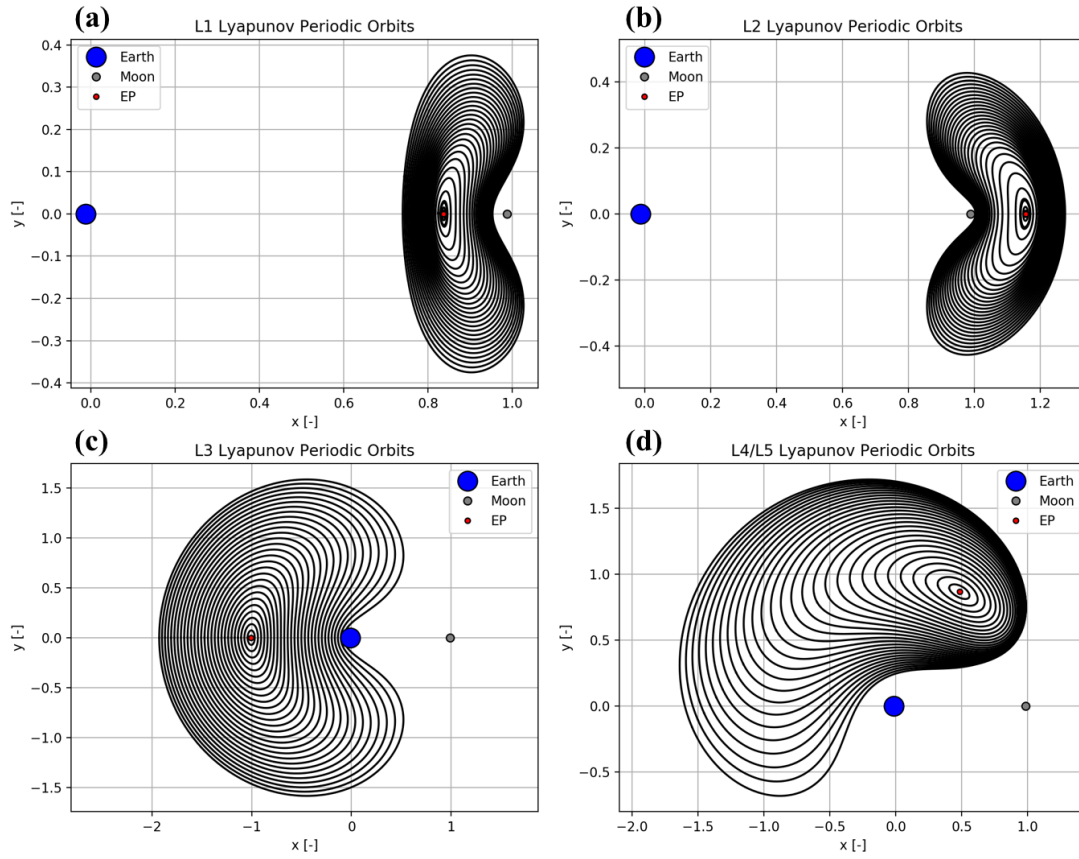 (a)
L1 Lyapunov Periodic Orbits
0.4
0.3
0.2
0.1
0.0
−0.1
−0.2
−0.3
−0.4
y [-]
0.0
0.2
0.4
0.6
0.8
1.0
x [-]
Earth
Moon
EP
(b)
L2 Lyapunov Periodic Orbits
0.4
0.2
0.0
−0.2
−0.4
y [-]
0.0
0.2
0.4
0.6
0.8
1.0
1.2
x [-]
Earth
Moon
EP
(c)
L3 Lyapunov Periodic Orbits
1.5
1.0
0.5
0.0
−0.5
−1.0
−1.5
y [-]
−2
−1
0
1
x [-]
Earth
Moon
EP
(d)
L4/L5 Lyapunov Periodic Orbits
1.5
1.0
0.5
0.0
−0.5
y [-]
−2.0
−1.5
−1.0
−0.5
0.0
0.5
1.0
x [-]
Earth
Moon
EP